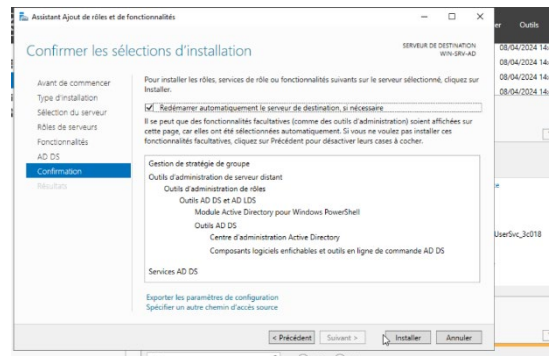 Assistant Ajout de rôles et de fonctionnalités
er
Outils
Confirmer les sélections d'installation
SERVEUR DE DESTINATION
WIN-SRV-AD
08/04/2024 14:
08/04/2024 14:
08/04/2024 14:
08/04/2024 14:
Avant de commencer
Type d'installation
Sélection du serveur
Rôles de serveurs
Fonctionnalités
AD DS
Confirmation
Résultats
Pour installer les rôles, services de rôle ou fonctionnalités suivants sur le serveur sélectionné, cliquez sur
Installer.
Redémarrer automatiquement le serveur de destination, si nécessaire
Il se peut que des fonctionnalités facultatives (comme des outils d'administration) soient affichées sur
cette page, car elles ont été sélectionnées automatiquement. Si vous ne voulez pas installer ces
fonctionnalités facultatives, cliquez sur Précédent pour désactiver leurs cases à cocher.
Gestion de stratégie de groupe
Outils d'administration de serveur distant
Outils d'administration de rôles
Outils AD DS et AD LDS
Module Active Directory pour Windows PowerShell
Outils AD DS
Centre d'administration Active Directory
Composants logiciels enfichables et outils en ligne de commande AD DS
Services AD DS
UserSvc_3c018
Exporter les paramètres de configuration
Spécifier un autre chemin d'accès source
< Précédent
Suivant >
Installer
Annuler